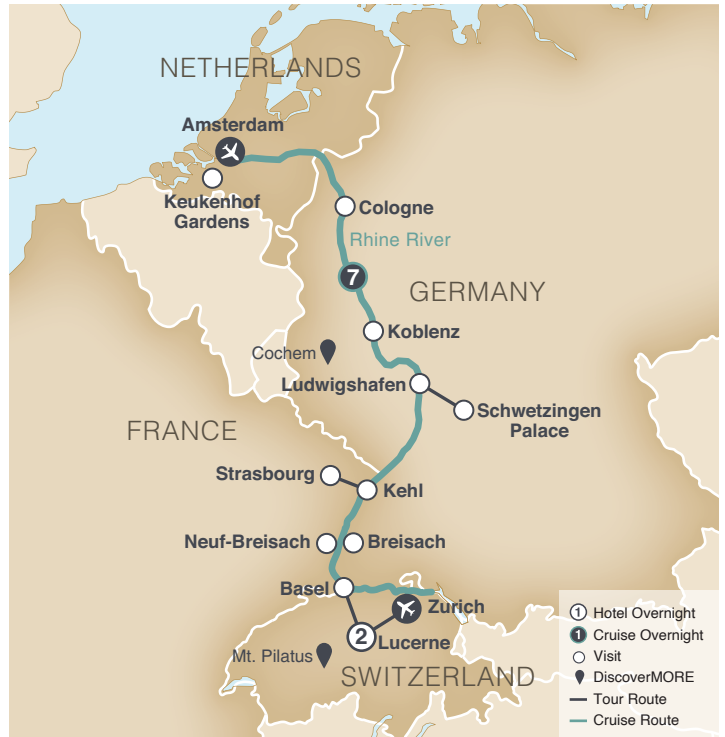 NETHERLANDS
Amsterdam
Keukenhof
Gardens
Cologne
Rhine River
7
GERMANY
Koblenz
Cochem
Ludwigshafen
Schwetzingen
Palace
FRANCE
Strasbourg
Kehl
Neuf-Breisach
Breisach
Basel
Zurich
2
Lucerne
Mt. Pilatus
SWITZERLAND
1 Hotel Overnight
1 Cruise Overnight
Visit
DiscoverMORE
Tour Route
Cruise Route